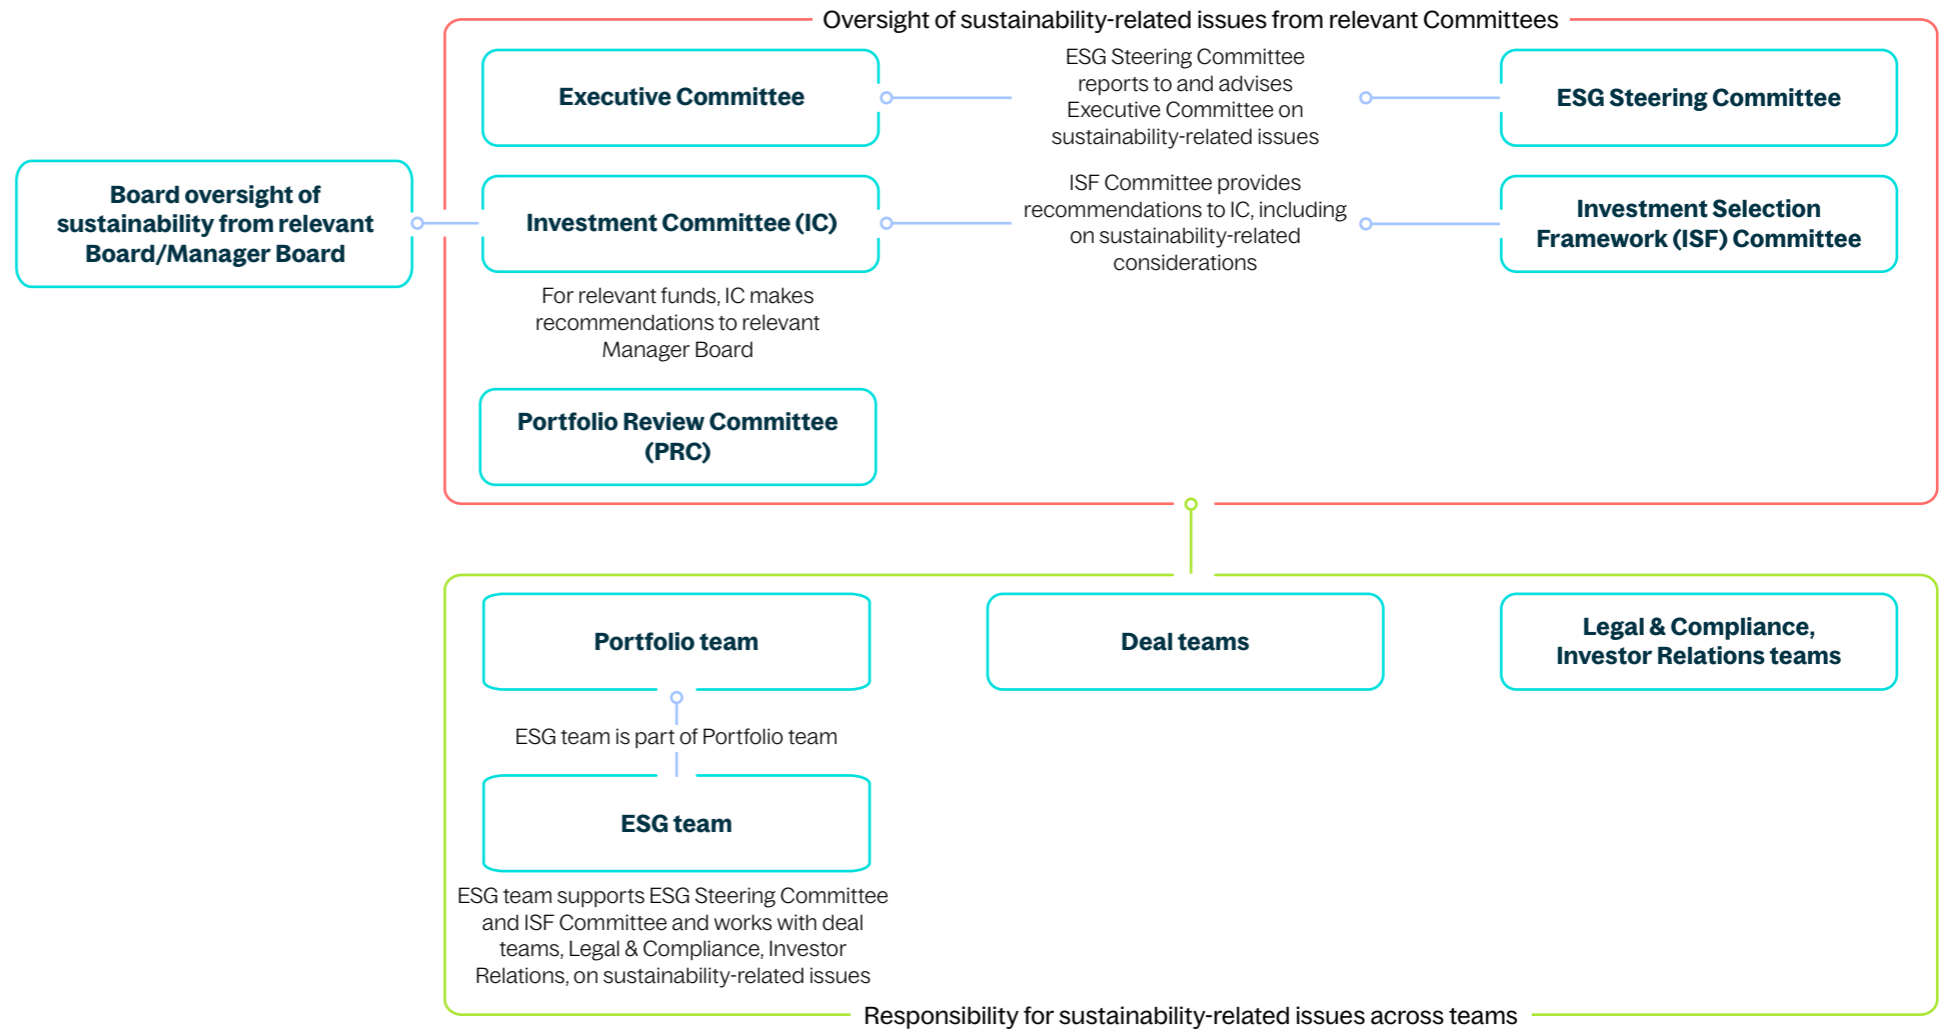 Oversight of sustainability-related issues from relevant Committees
Executive Committee
ESG Steering Committee
reports to and advises
Executive Committee on
sustainability-related issues
ESG Steering Committee
Board oversight of
sustainability from relevant
Board/Manager Board
Investment Committee (IC)
ISF Committee provides
recommendations to IC, including
on sustainability-related
considerations
Investment Selection
Framework (ISF) Committee
For relevant funds, IC makes
recommendations to relevant
Manager Board
Portfolio Review Committee
(PRC)
Portfolio team
Deal teams
Legal & Compliance,
Investor Relations teams
ESG team is part of Portfolio team
ESG team
ESG team supports ESG Steering Committee
and ISF Committee and works with deal
teams, Legal & Compliance, Investor
Relations, on sustainability-related issues
Responsibility for sustainability-related issues across teams